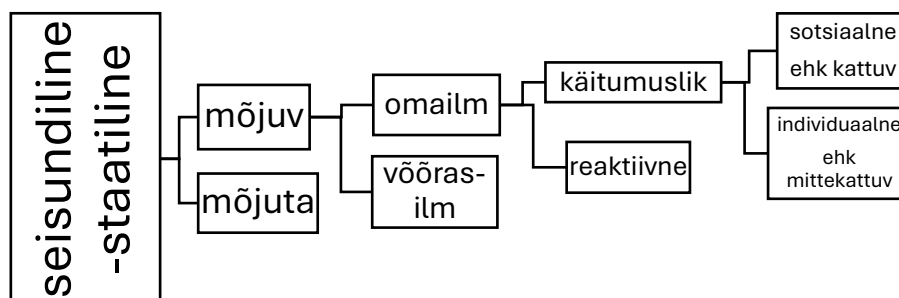 seisundiline
-staatiline
mõjuv
mõjuta
omailm
võõras-
ilm
käitumuslik
reaktiivne
sotsiaalne
ehk kattuv
individuaalne
ehk
mittekattuv